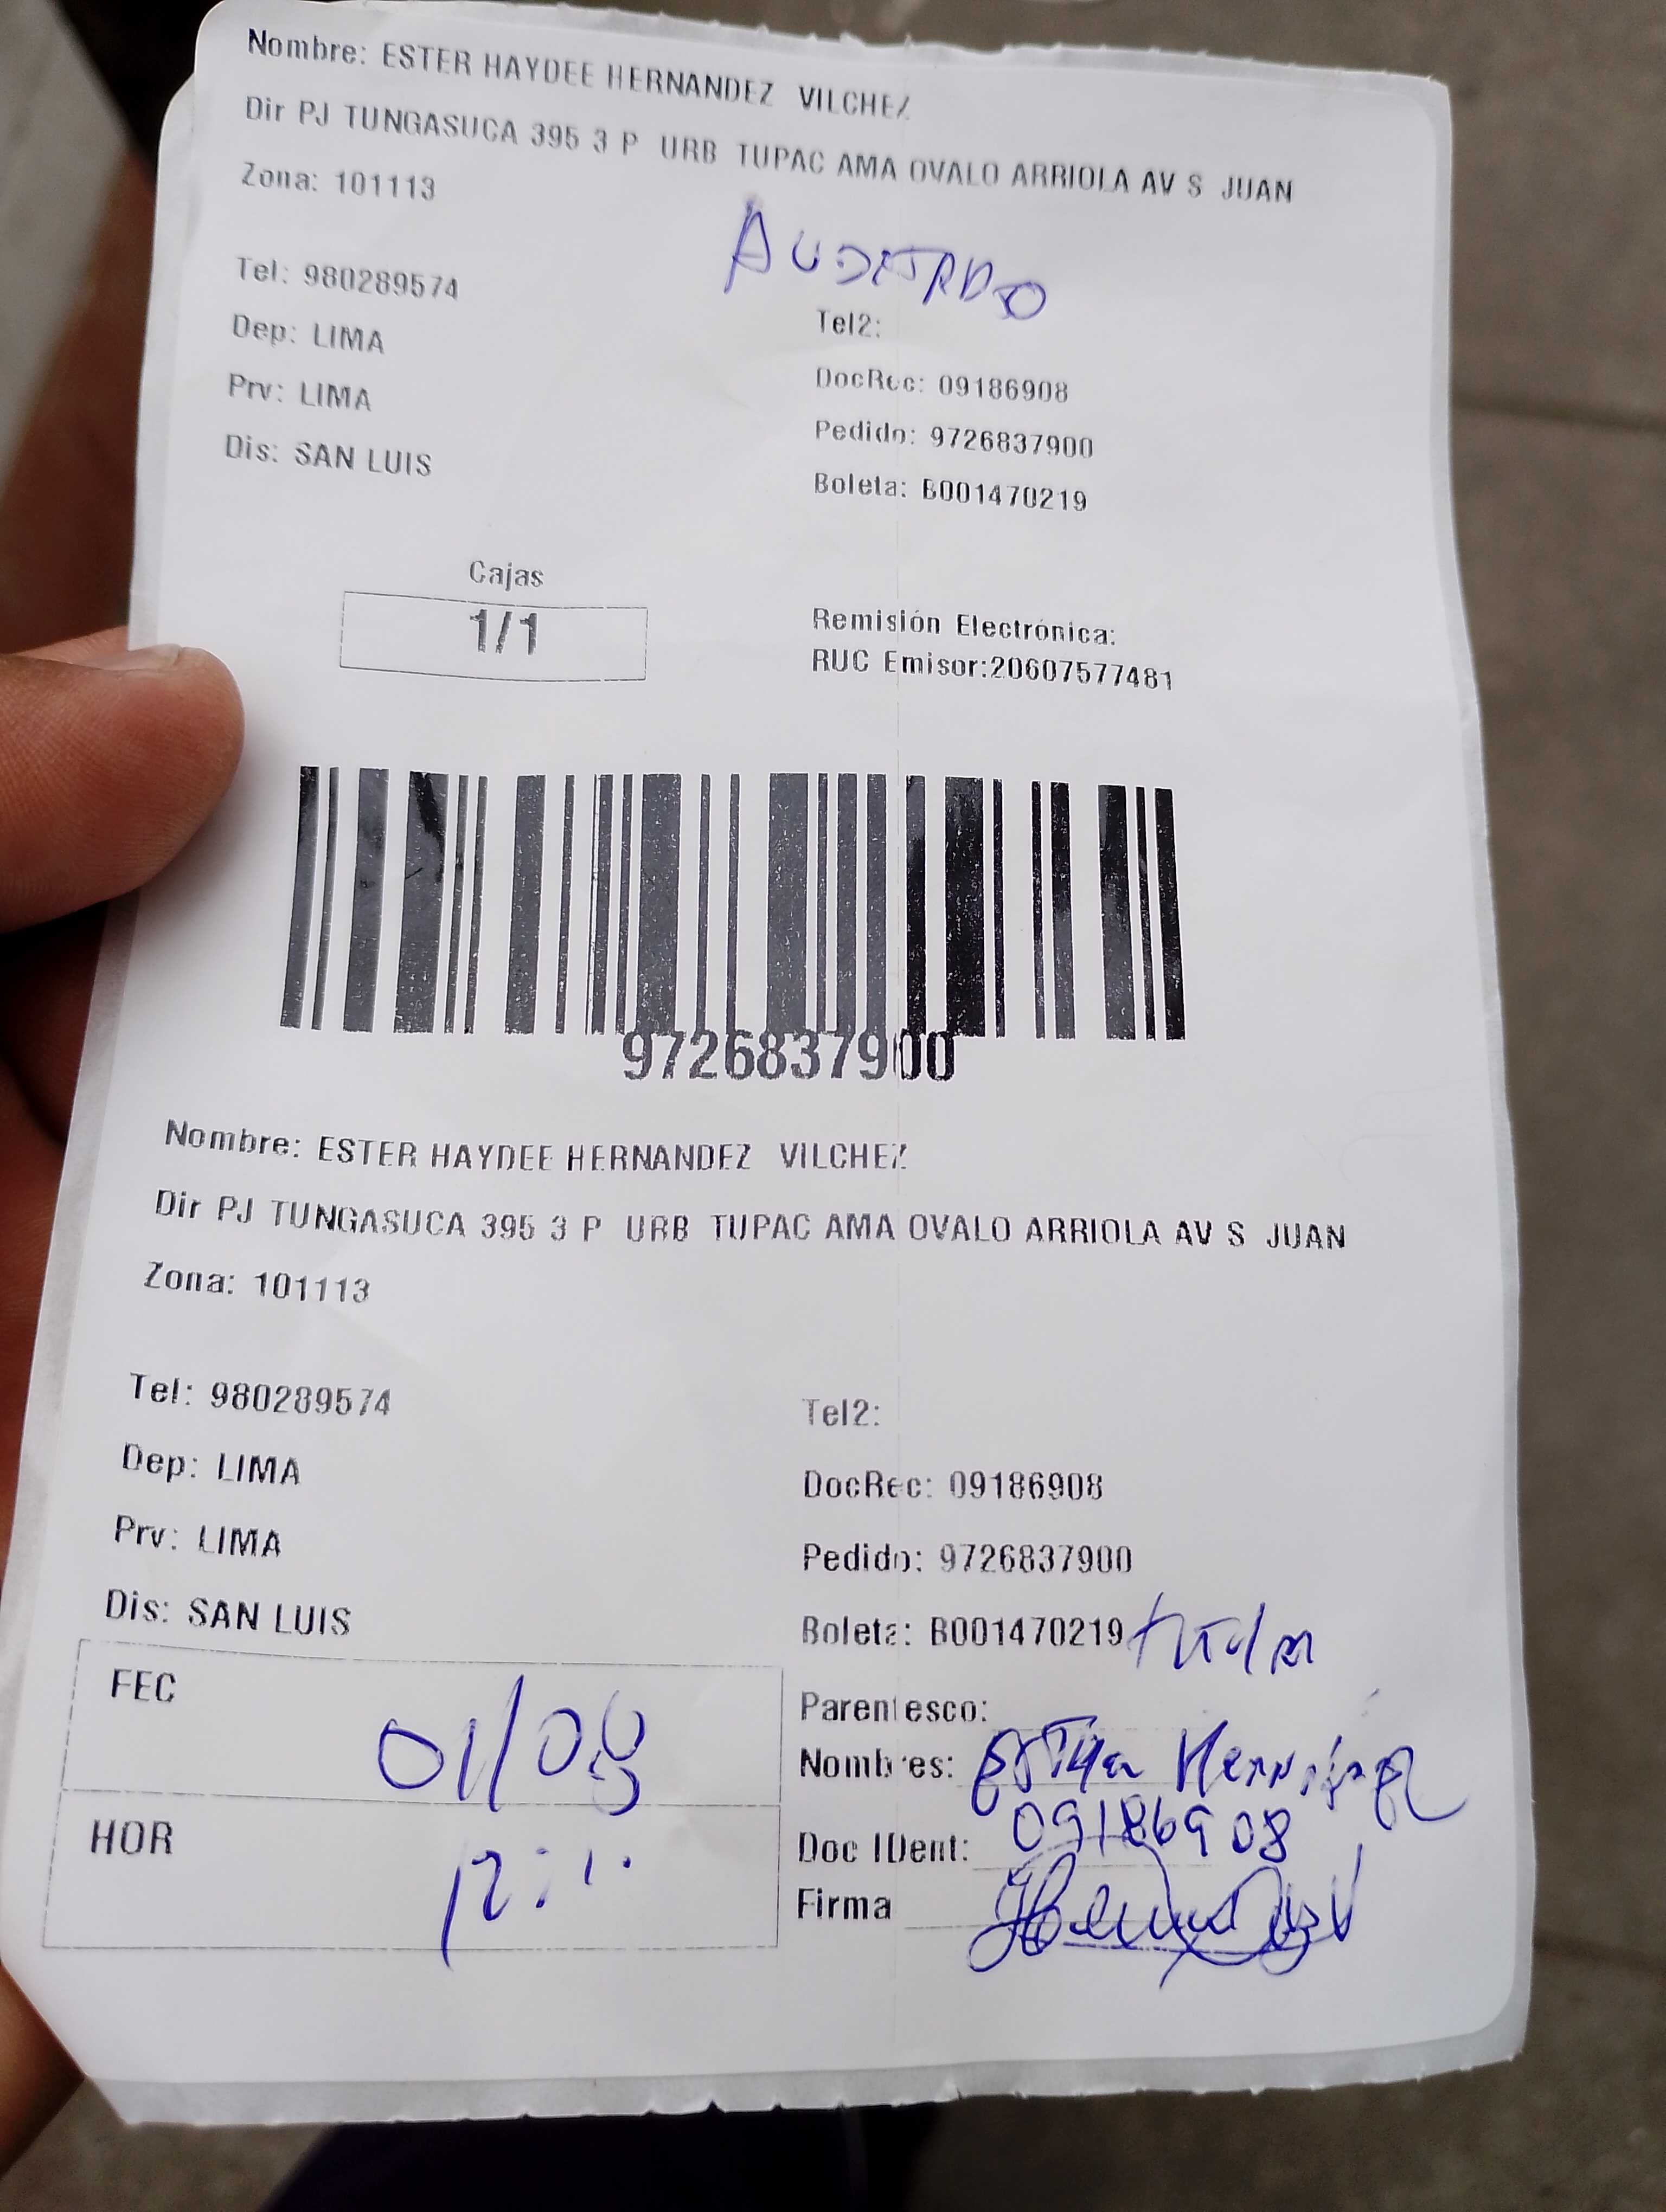 Nombre: ESTER HAYDEE HERNANDEZ VILCHEZ
Dir PJ TUNGASUCA 395 3 P URB TUPAC AMA OVALO ARRIOLA AV S JUAN
Zona: 101113
AUDITADO
Tel: 980289574
Tel2:
Dep: LIMA
DocRec: 09186908
Prv: LIMA
Pedido: 9726837900
Dis: SAN LUIS
Boleta: B001470219
Cajas
1/1
Remisión Electrónica:
RUC Emisor:20607577481
9726837900
Nombre: ESTER HAYDEE HERNANDEZ VILCHEZ
Dir PJ TUNGASUCA 395 3 P URB TUPAC AMA OVALO ARRIOLA AV S JUAN
Zona: 101113
Tel: 980289574
Tel2:
Dep: LIMA
DocRec: 09186908
Prv: LIMA
Pedido: 9726837900
Dis: SAN LUIS
Boleta: B001470219
FEC 01/08
Parentesco:
Nombres:
HOR
Doc IDent: 09186908
Firma